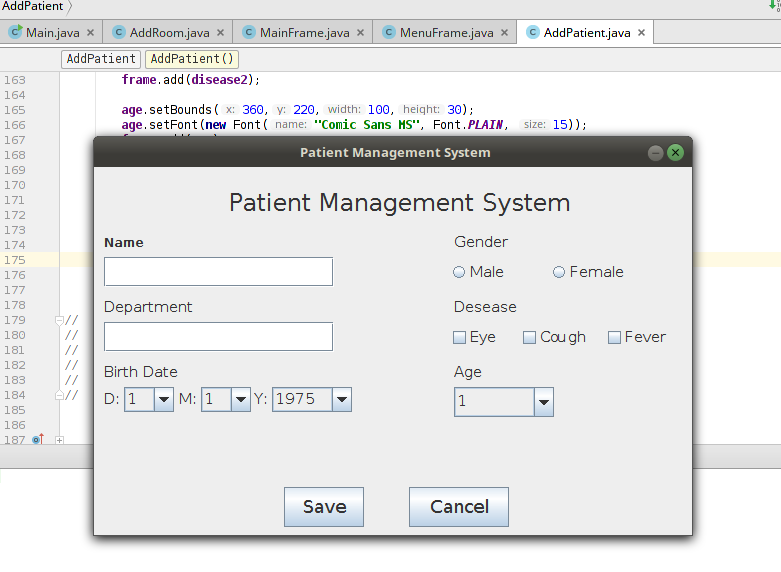 AddPatient
Main.java AddRoom.java MainFrame.java MenuFrame.java AddPatient.java
AddPatient AddPatient()
163 frame.add(disease2);
164
165 age.setBounds( x: 360, y: 220, width: 100, height: 30);
166 age.setFont(new Font( name: "Comic Sans MS", Font.PLAIN, size: 15));
167
168
169
170
171
172
173
174
175
176
177
178
179 //
180 //
181 //
182 //
183 //
184 //
185
186
187
Patient Management System
Patient Management System
Name
Gender
Male Female
Department
Desease
Eye Cough Fever
Birth Date
Age
D: 1 M: 1 Y: 1975
1
Save Cancel